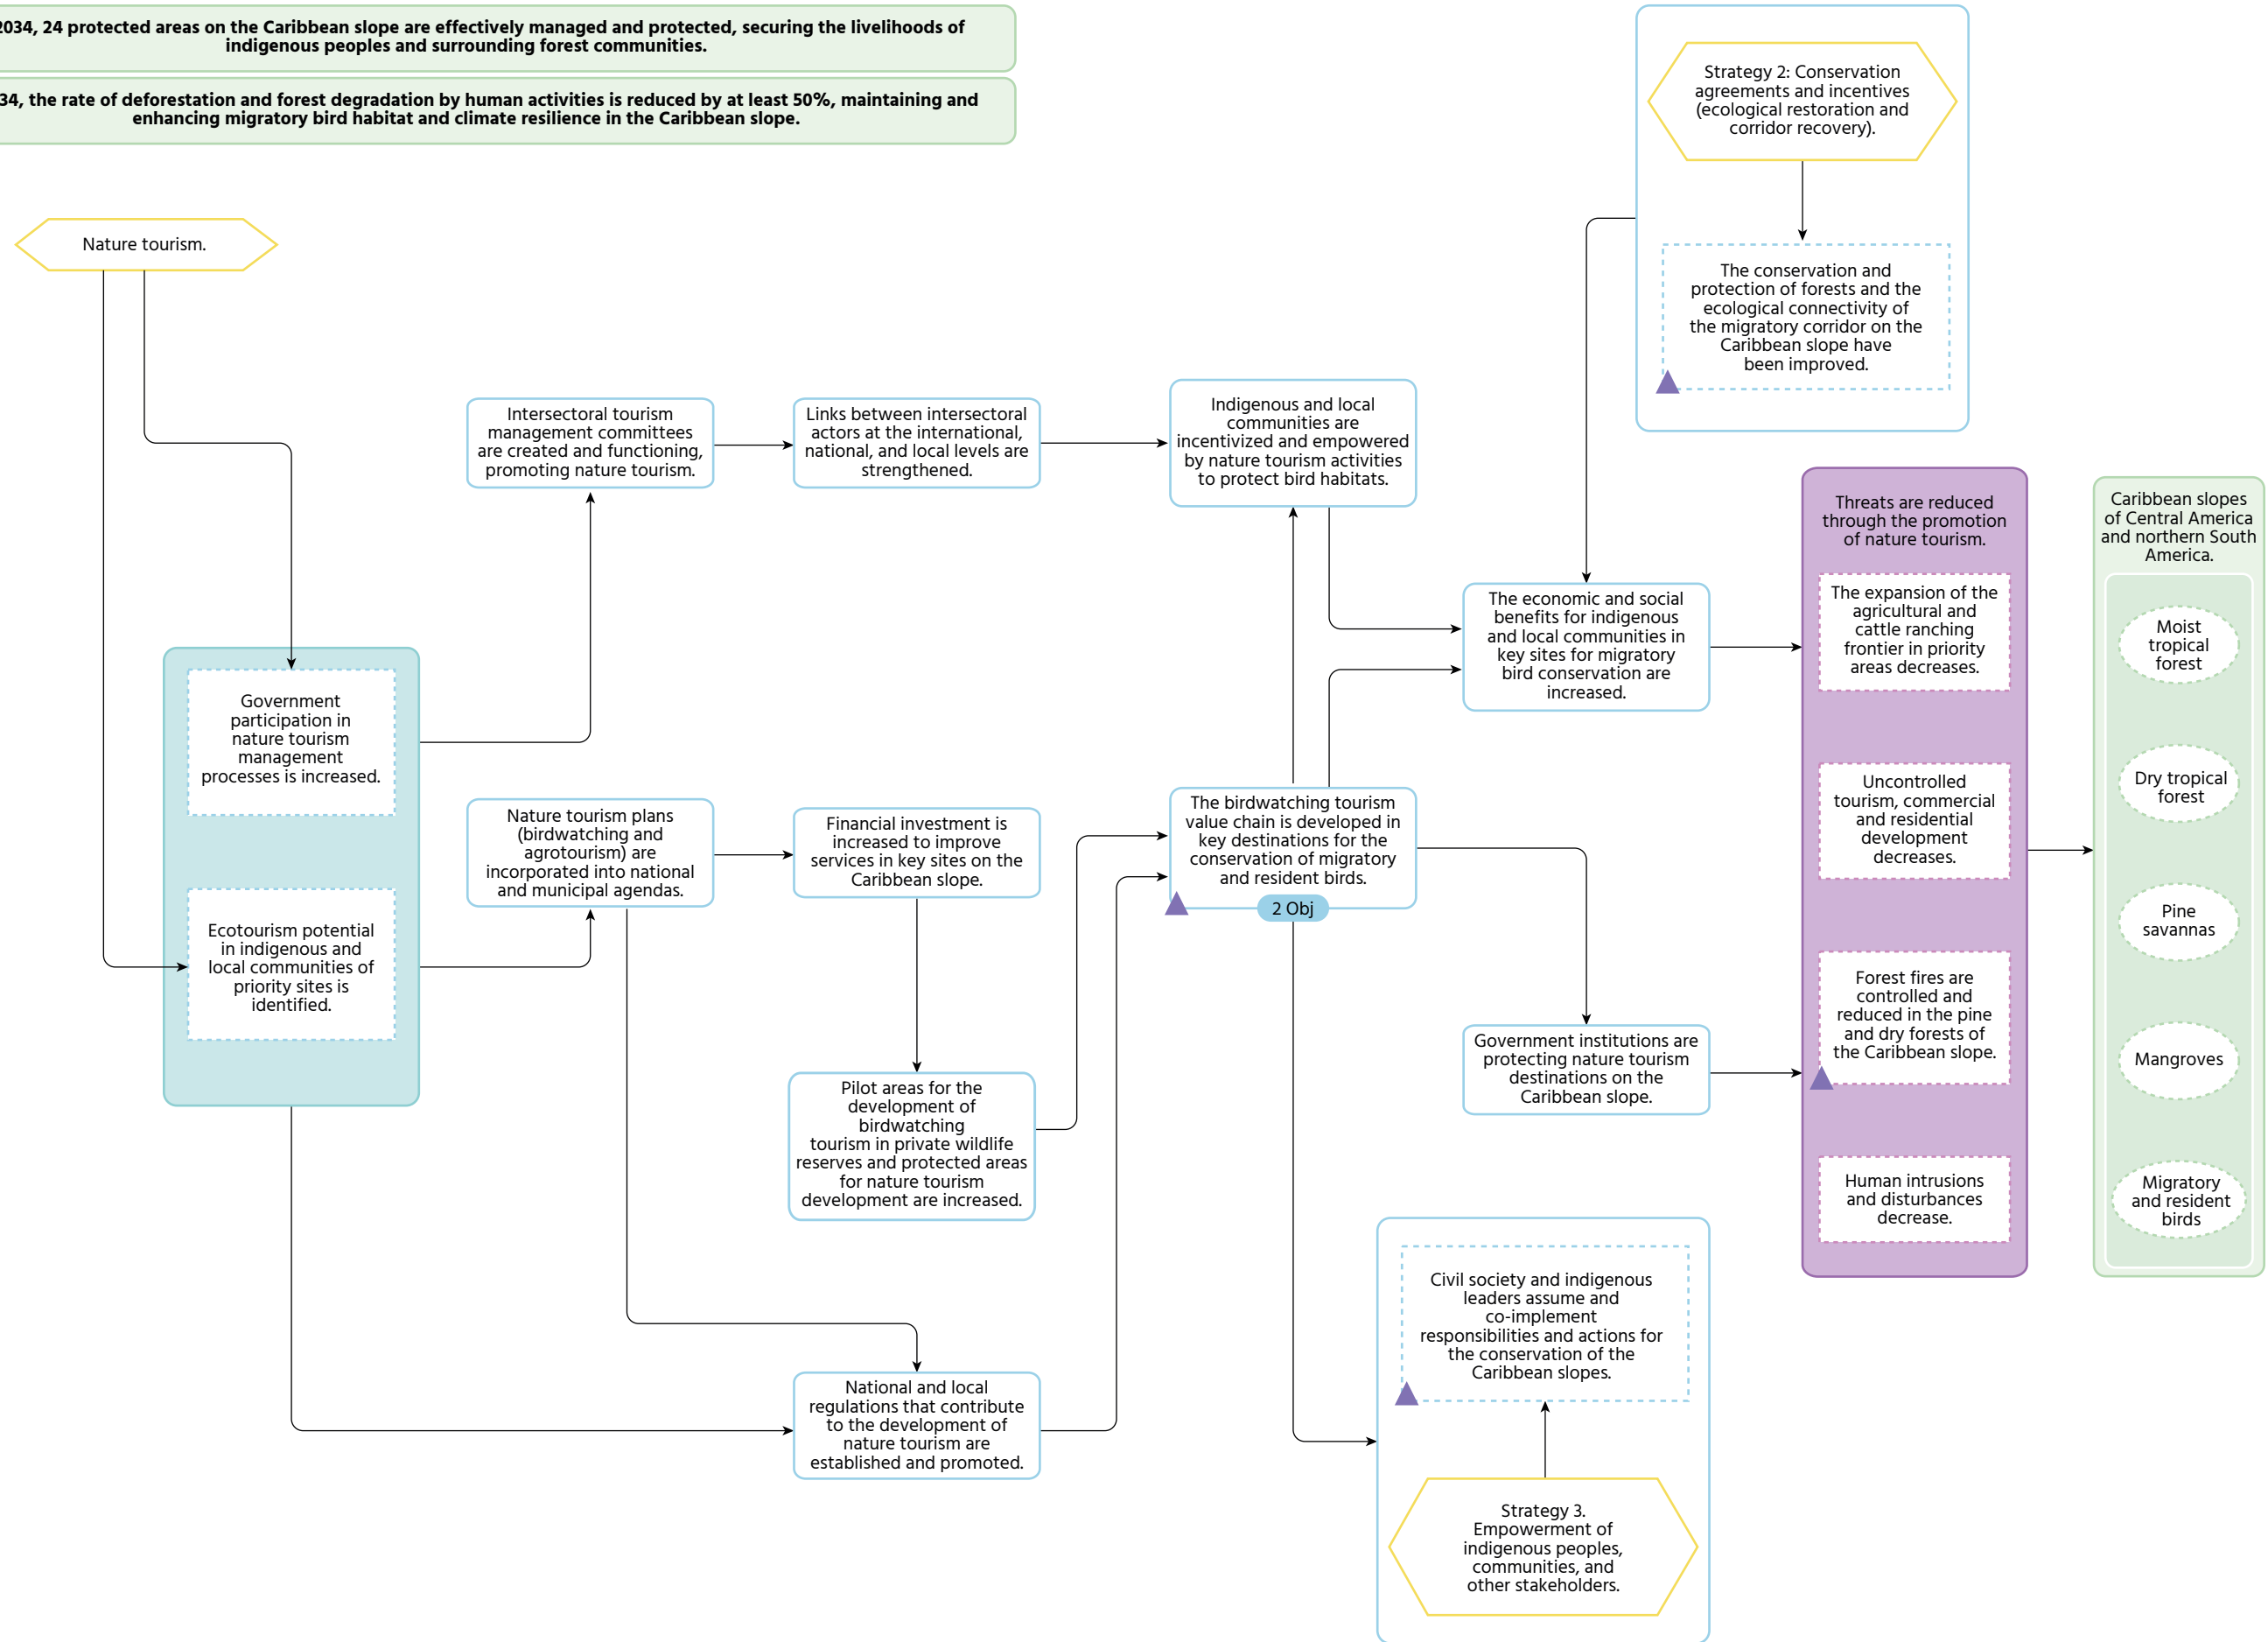 2034, 24 protected areas on the Caribbean slope are effectively managed and protected, securing the livelihoods of
indigenous peoples and surrounding forest communities.
34, the rate of deforestation and forest degradation by human activities is reduced by at least 50%, maintaining and
enhancing migratory bird habitat and climate resilience in the Caribbean slope.
Nature tourism.
Government
participation in
nature tourism
management
processes is increased.
Ecotourism potential
in indigenous and
local communities of
priority sites is
identified.
Intersectoral tourism
management committees
are created and functioning,
promoting nature tourism.
Links between intersectoral
actors at the international,
national, and local levels are
strengthened.
Indigenous and local
communities are
incentivized and empowered
by nature tourism activities
to protect bird habitats.
Nature tourism plans
(birdwatching and
agrotourism) are
incorporated into national
and municipal agendas.
Financial investment is
increased to improve
services in key sites on the
Caribbean slope.
Pilot areas for the
development of
birdwatching
tourism in private wildlife
reserves and protected areas
for nature tourism
development are increased.
National and local
regulations that contribute
to the development of
nature tourism are
established and promoted.
The birdwatching tourism
value chain is developed in
key destinations for the
conservation of migratory
and resident birds.
2 Obj
Strategy 2: Conservation
agreements and incentives
(ecological restoration and
corridor recovery).
The conservation and
protection of forests and the
ecological connectivity of
the migratory corridor on the
Caribbean slope have
been improved.
The economic and social
benefits for indigenous
and local communities in
key sites for migratory
bird conservation are
increased.
Government institutions are
protecting nature tourism
destinations on the
Caribbean slope.
Civil society and indigenous
leaders assume and
co-implement
responsibilities and actions for
the conservation of the
Caribbean slopes.
Strategy 3.
Empowerment of
indigenous peoples,
communities, and
other stakeholders.
Threats are reduced
through the promotion
of nature tourism.
The expansion of the
agricultural and
cattle ranching
frontier in priority
areas decreases.
Uncontrolled
tourism, commercial
and residential
development
decreases.
Forest fires are
controlled and
reduced in the pine
and dry forests of
the Caribbean slope.
Human intrusions
and disturbances
decrease.
Caribbean slopes
of Central America
and northern South
America.
Moist
tropical
forest
Dry tropical
forest
Pine
savannas
Mangroves
Migratory
and resident
birds